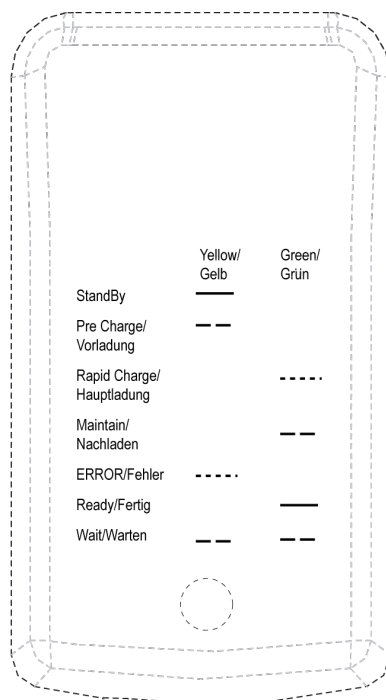 Yellow/ Green/
Gelb Grün
StandBy
Pre Charge/
Vorladung
Rapid Charge/
Hauptladung
Maintain/
Nachladen
ERROR/Fehler
Ready/Fertig
Wait/Warten